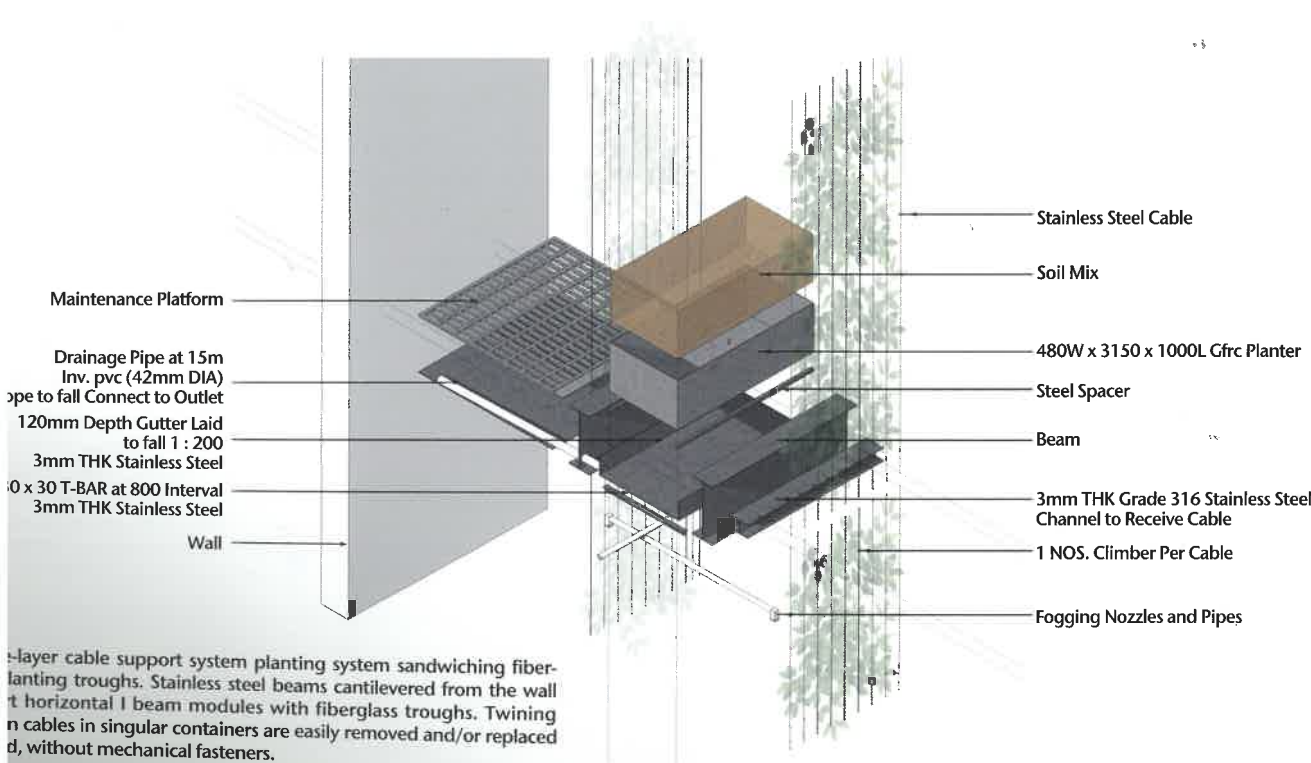 Maintenance Platform
Drainage Pipe at 15m
Inv. pvc (42mm DIA)
ope to fall Connect to Outlet
120mm Depth Gutter Laid
to fall 1 : 200
3mm THK Stainless Steel
0 x 30 T-BAR at 800 Interval
3mm THK Stainless Steel
Wall
Stainless Steel Cable
Soil Mix
480W x 3150 x 1000L Gfrc Planter
Steel Spacer
Beam
3mm THK Grade 316 Stainless Steel
Channel to Receive Cable
1 NOS. Climber Per Cable
Fogging Nozzles and Pipes
-layer cable support system planting system sandwiching fiber-
lanting troughs. Stainless steel beams cantilevered from the wall
t horizontal I beam modules with fiberglass troughs. Twining
n cables in singular containers are easily removed and/or replaced
d, without mechanical fasteners.